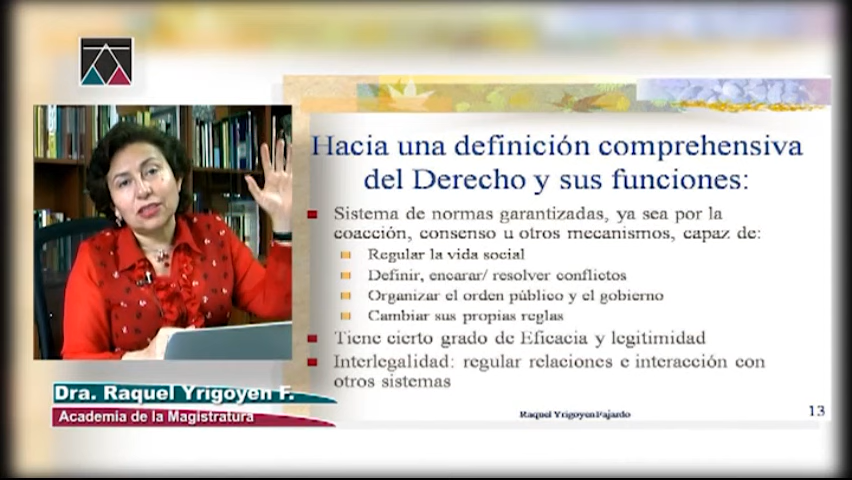 Hacia una definición comprehensiva
del Derecho y sus funciones:
Sistema de normas garantizadas, ya sea por la
coacción, consenso u otros mecanismos, capaz de:
Regular la vida social
Definir, encarar/ resolver conflictos
Organizar el orden público y el gobierno
Cambiar sus propias reglas
Tiene cierto grado de Eficacia y legitimidad
Interlegalidad: regular relaciones e interacción con
otros sistemas
Dra. Raquel Yrigoyen F.
Academia de la Magistratura
Raquel Yrigoyen Fajardo
13